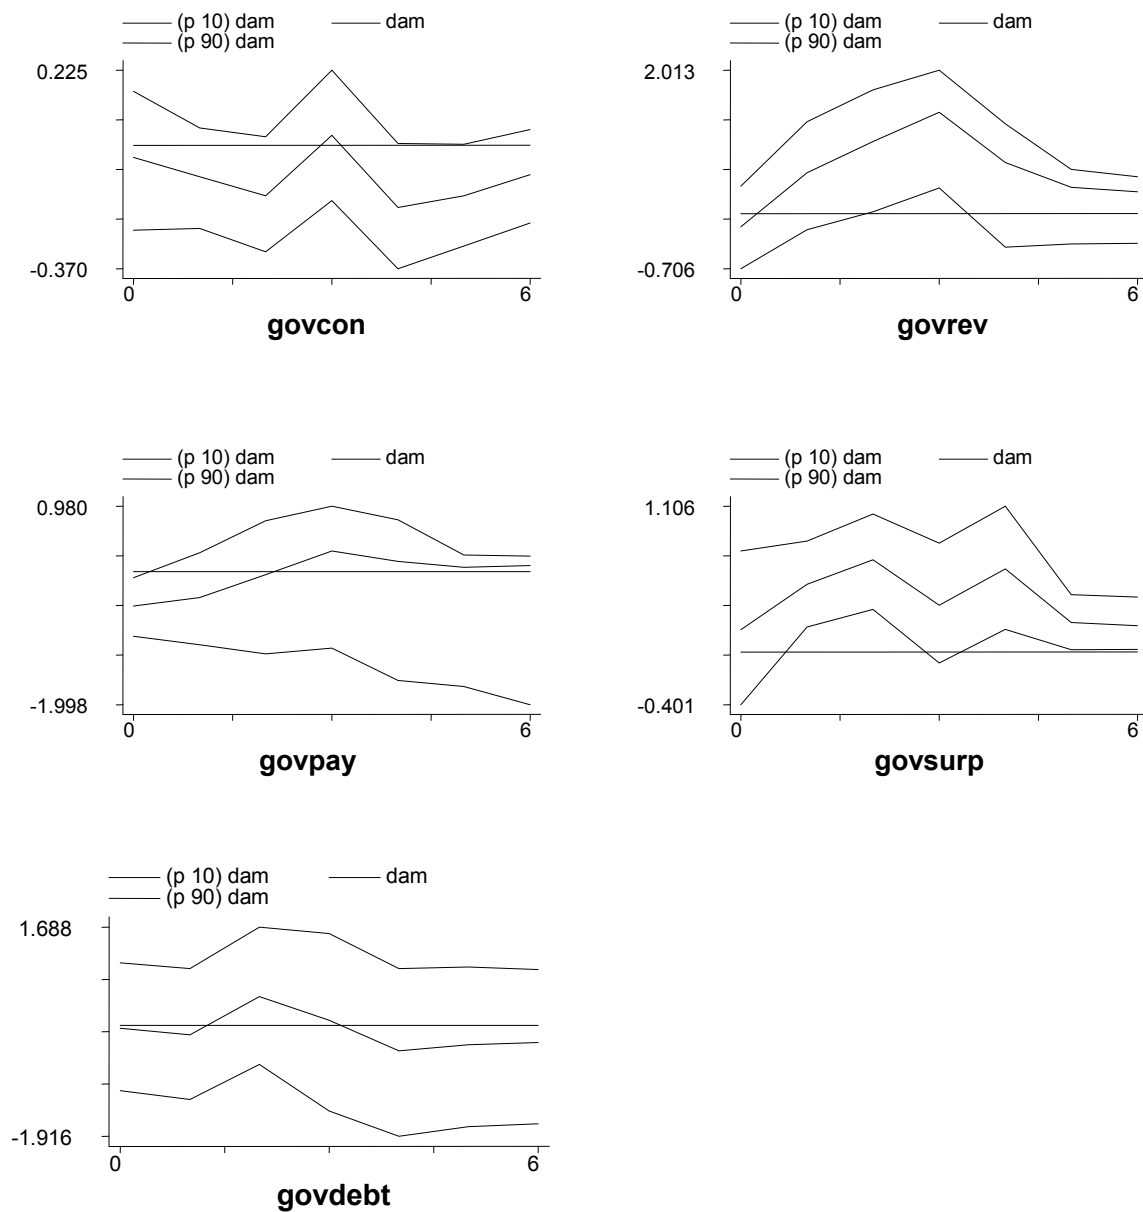 (p 10) dam dam
(p 90) dam
0.225
-0.370
0 6
govcon
(p 10) dam dam
(p 90) dam
2.013
-0.706
0 6
govrev
(p 10) dam dam
(p 90) dam
0.980
-1.998
0 6
govpay
(p 10) dam dam
(p 90) dam
1.106
-0.401
0 6
govsurp
(p 10) dam dam
(p 90) dam
1.688
-1.916
0 6
govdebt